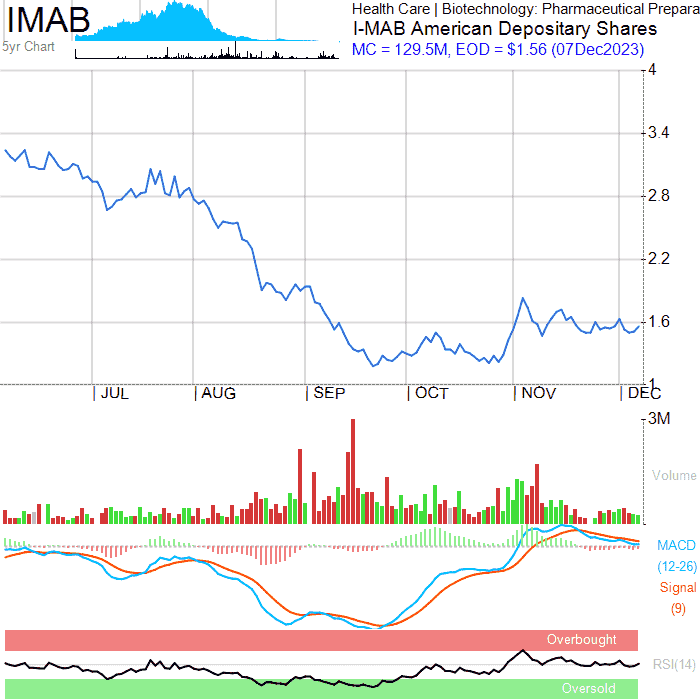 IMAB
5yr Chart
Health Care | Biotechnology: Pharmaceutical Prepara
I-MAB American Depositary Shares
MC = 129.5M, EOD = $1.56 (07Dec2023)
4
3.4
2.8
2.2
1.6
1
JUL AUG SEP OCT NOV DEC
3M
Volume
MACD
(12-26)
Signal
(9)
Overbought
RSI(14)
Oversold